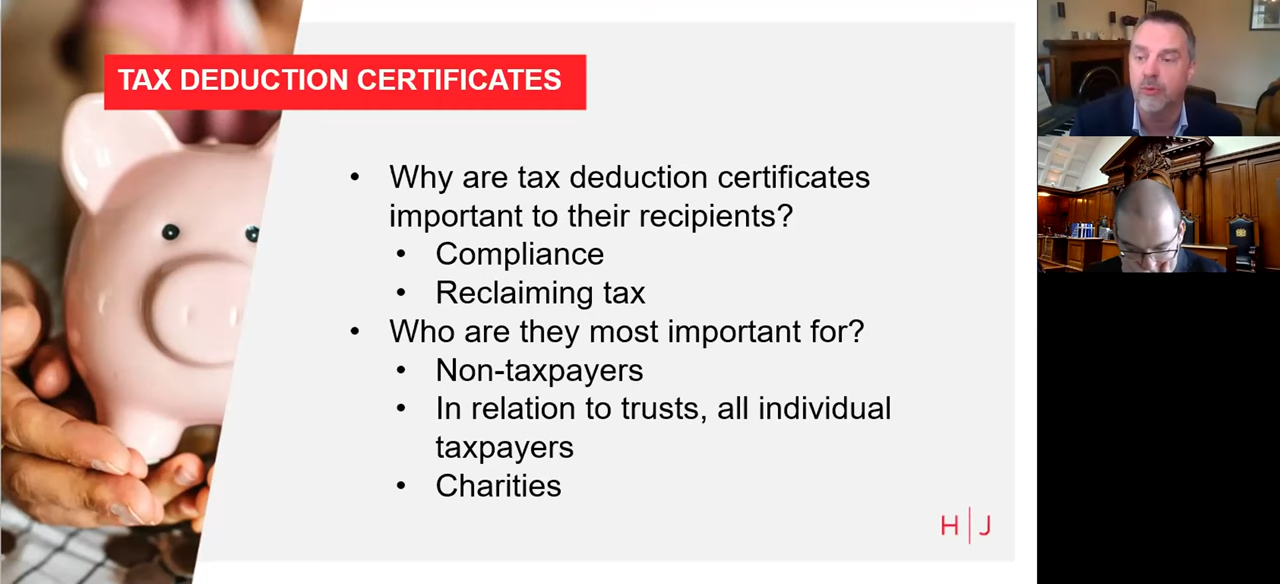 TAX DEDUCTION CERTIFICATES
• Why are tax deduction certificates
important to their recipients?
• Compliance
• Reclaiming tax
• Who are they most important for?
• Non-taxpayers
• In relation to trusts, all individual
taxpayers
• Charities
H|J